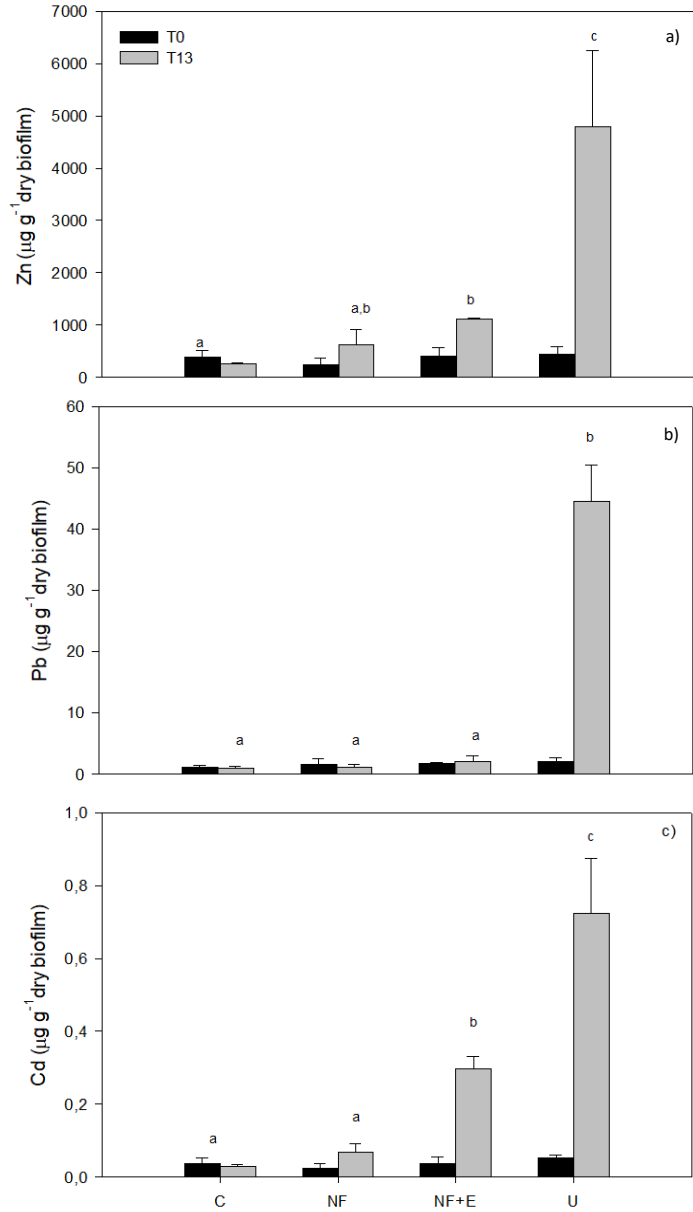 7000
6000
5000
4000
3000
2000
1000
0
Zn (μg g⁻¹dry biofilm)
T0
T13
a)
a
a,b
b
c
60
50
40
30
20
10
0
Pb (μg g⁻¹dry biofilm)
b)
a
a
a
b
1,0
0,8
0,6
0,4
0,2
0,0
Cd (μg g⁻¹dry biofilm)
c)
a
a
b
c
C NF NF+E U